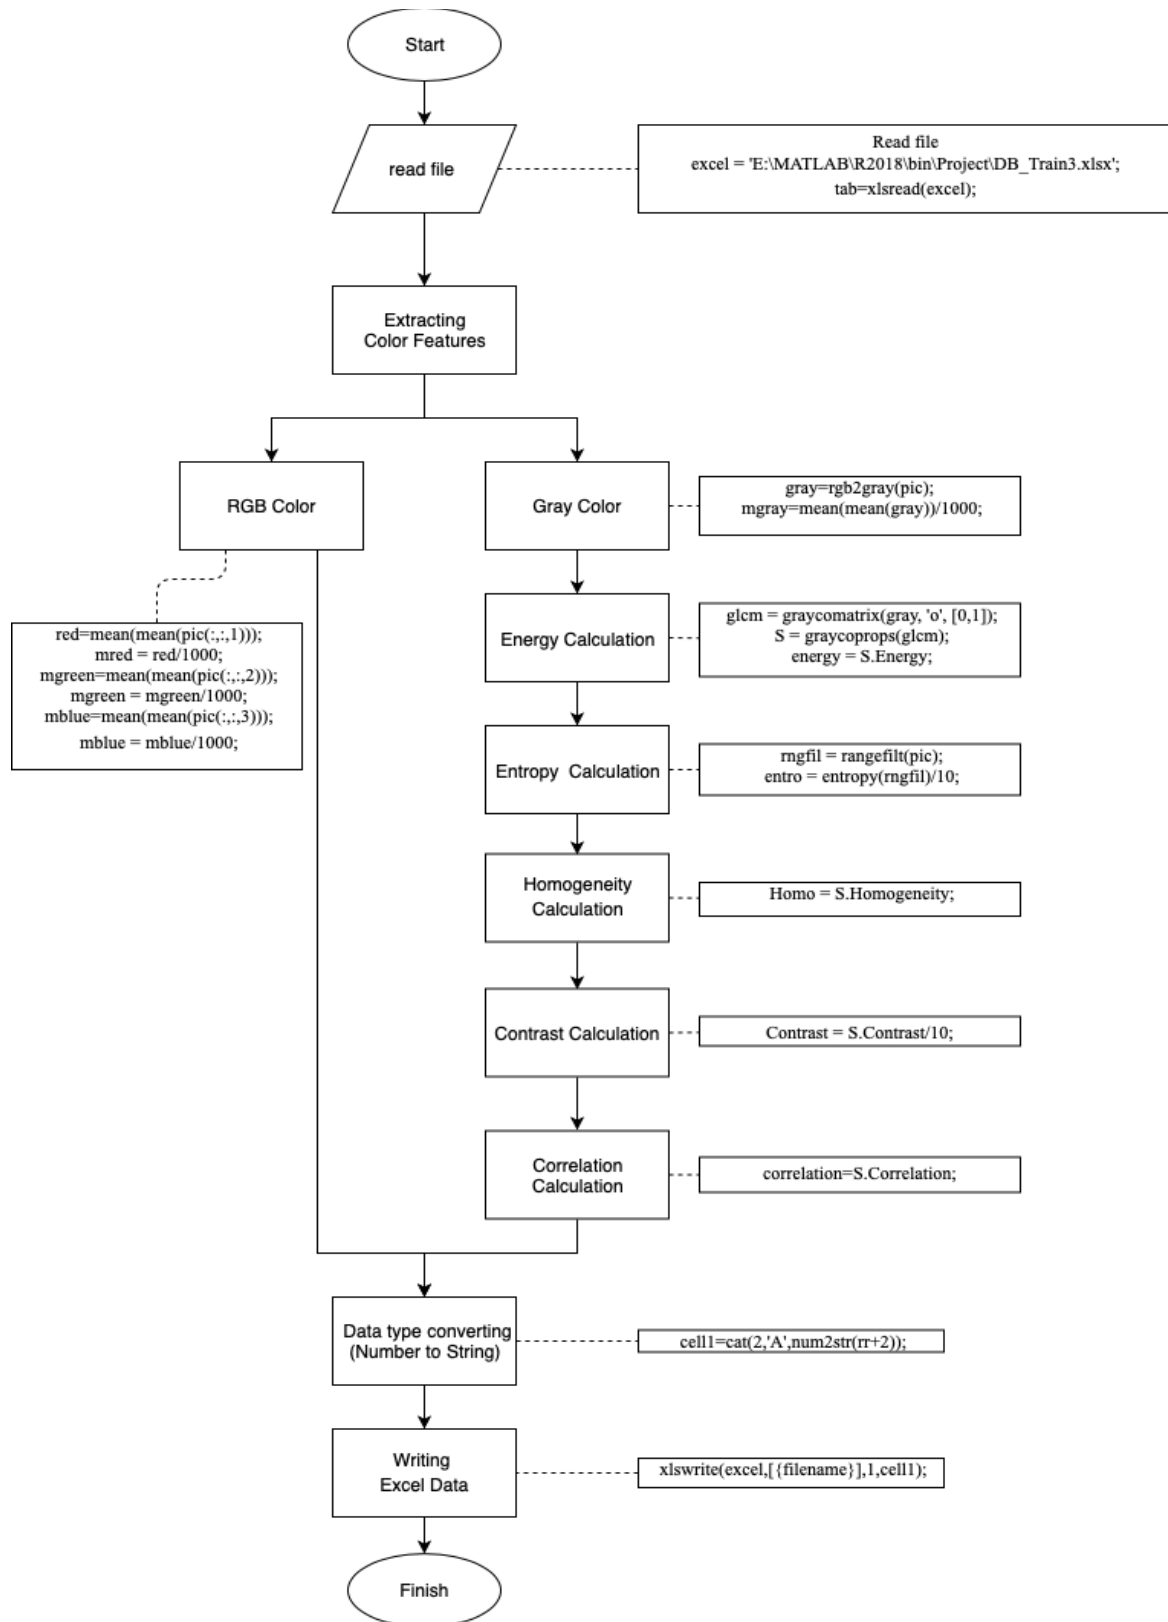 Start
read file
Read file
excel = 'E:\MATLAB\R2018\bin\Project\DB_Train3.xlsx';
tab=xlsread(excel);
Extracting
Color Features
RGB Color
Gray Color
gray=rgb2gray(pic);
mgray=mean(mean(gray))/1000;
red=mean(mean(pic(:,:,1)));
mred = red/1000;
mgreen=mean(mean(pic(:,:,2)));
mgreen = mgreen/1000;
mblue=mean(mean(pic(:,:,3)));
mblue = mblue/1000;
Energy Calculation
glcm = graycomatrix(gray, 'o', [0,1]);
S = graycoprops(glcm);
energy = S.Energy;
Entropy  Calculation
rngfil = rangefilt(pic);
entro = entropy(rngfil)/10;
Homogeneity
Calculation
Homo = S.Homogeneity;
Contrast Calculation
Contrast = S.Contrast/10;
Correlation
Calculation
correlation=S.Correlation;
Data type converting
(Number to String)
cell1=cat(2,'A',num2str(rr+2));
Writing
Excel Data
xlswrite(excel,[{filename}],1,cell1);
Finish